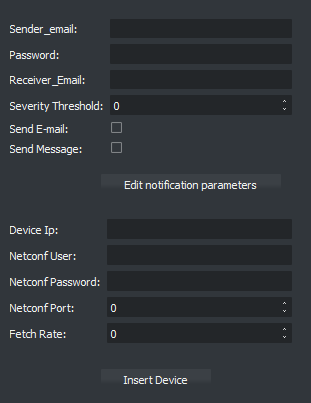 Sender_email:
Password:
Receiver_Email:
Severity Threshold: 0
Send E-mail:
Send Message:
Edit notification parameters
Device Ip:
Netconf User:
Netconf Password:
Netconf Port: 0
Fetch Rate: 0
Insert Device